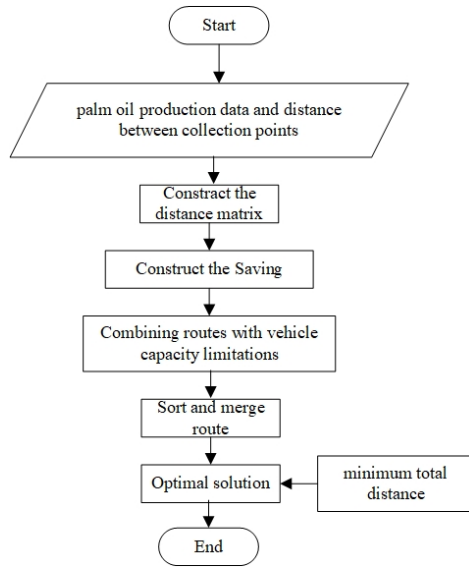 Start
palm oil production data and distance
between collection points
Constract the
distance matrix
Construct the Saving
Combining routes with vehicle
capacity limitations
Sort and merge
route
Optimal solution
minimum total
distance
End